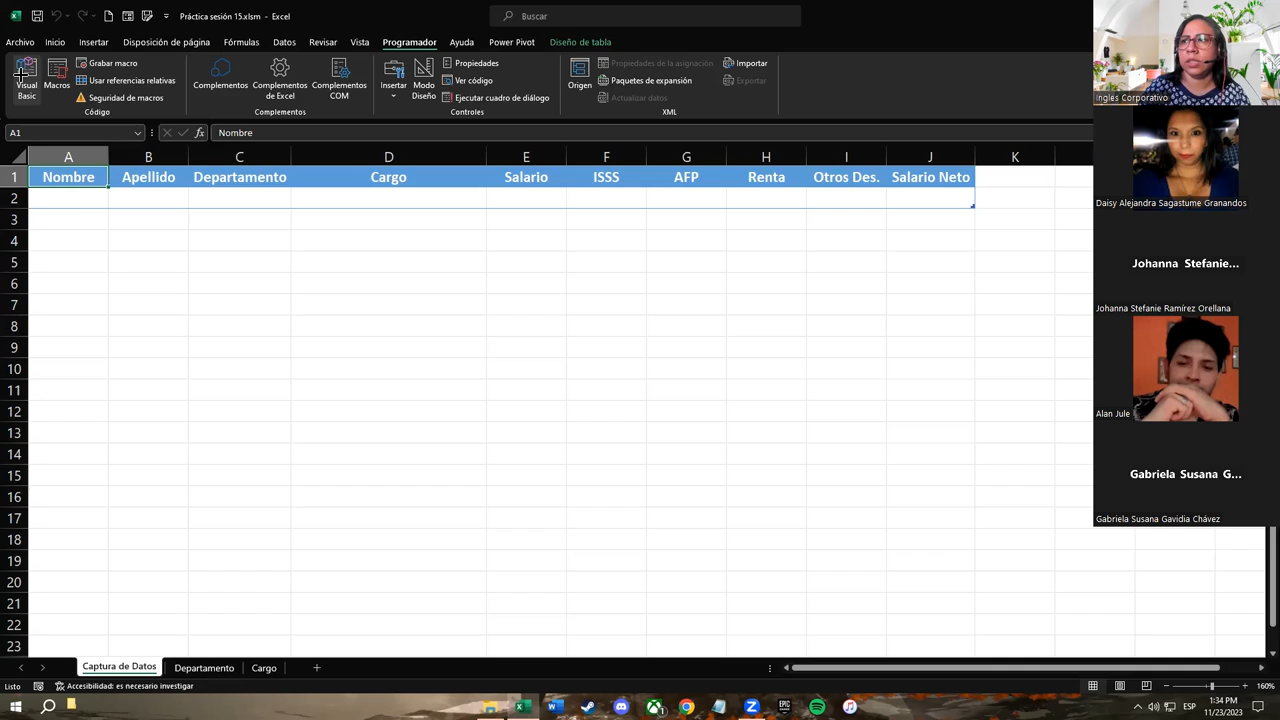 Práctica sesión 15.xlsm - Excel
Buscar
Archivo Inicio Insertar Disposición de página Fórmulas Datos Revisar Vista Programador Ayuda Power Pivot Diseño de tabla
Visual Basic
Macros
Grabar macro
Usar referencias relativas
Seguridad de macros
Código
Complementos
Complementos de Excel
Complementos COM
Complementos
Insertar
Modo Diseño
Propiedades
Ver código
Ejecutar cuadro de diálogo
Controles
Origen
Propiedades de la asignación
Paquetes de expansión
Actualizar datos
Importar
Exportar
XML
A1
fx
Nombre
A B C D E F G H I J K
1 Nombre Apellido Departamento Cargo Salario ISSS AFP Renta Otros Des. Salario Neto
2
3
4
5
6
7
8
9
10
11
12
13
14
15
16
17
18
19
20
21
22
23
Captura de Datos Departamento Cargo
Listo
Accesibilidad: es necesario investigar
160%
ESP
1:34 PM
11/23/2023
Ingles Corporativo
Daisy Alejandra Sagastume Granandos
Johanna Stefanie...
Johanna Stefanie Ramírez Orellana
Alan Jule
Gabriela Susana G...
Gabriela Susana Gavidia Chávez